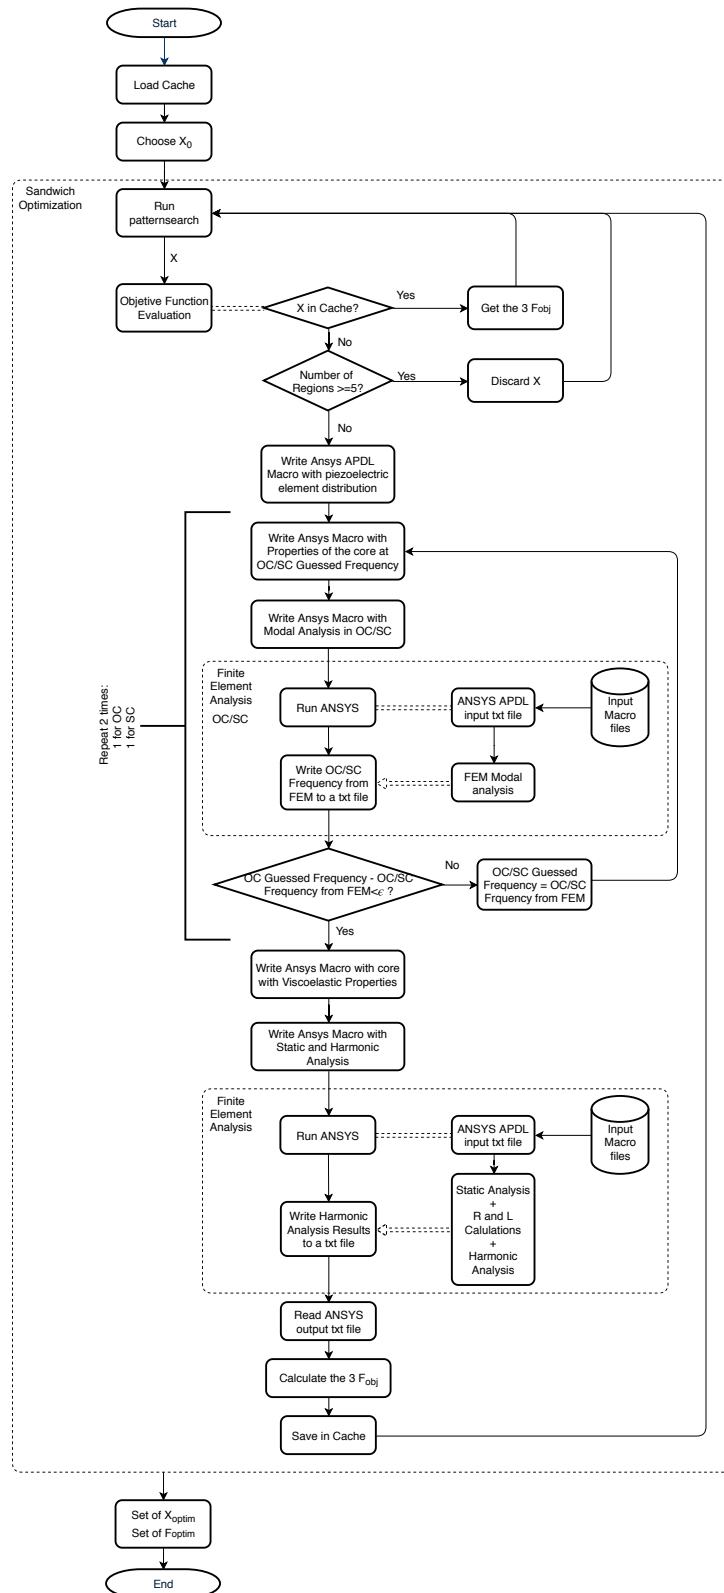 Start
Load Cache
Choose X0
Sandwich
Optimization
Run
patternsearch
X
Objetive Function
Evaluation
X in Cache?
Yes
Get the 3 Fobj
No
Number of
Regions >=5?
Yes
Discard X
No
Write Ansys APDL
Macro with piezoelectric
element distribution
Write Ansys Macro with
Properties of the core at
OC/SC Guessed Frequency
Write Ansys Macro with
Modal Analysis in OC/SC
Repeat 2 times:
1 for OC
1 for SC
Finite
Element
Analysis
OC/SC
Run ANSYS
ANSYS APDL
input txt file
Input
Macro
files
Write OC/SC
Frequency from
FEM to a txt file
FEM Modal
analysis
OC Guessed Frequency - OC/SC
Frequency from FEM<ϵ ?
No
OC/SC Guessed
Frequency = OC/SC
Frquency from FEM
Yes
Write Ansys Macro with core
with Viscoelastic Properties
Write Ansys Macro with
Static and Harmonic
Analysis
Finite
Element
Analysis
Run ANSYS
ANSYS APDL
input txt file
Input
Macro
files
Write Harmonic
Analysis Results
to a txt file
Static Analysis
+
R and L
Calulations
+
Harmonic
Analysis
Read ANSYS
output txt file
Calculate the 3 Fobj
Save in Cache
Set of Xoptim
Set of Foptim
End